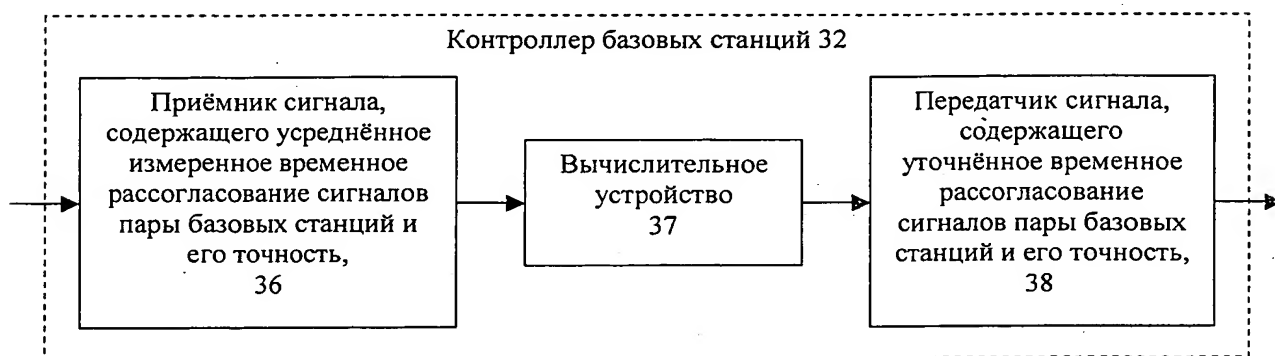 Контроллер базовых станций 32
Приёмник сигнала,
содержащего усреднённое
измеренное временное
рассогласование сигналов
пары базовых станций и
его точность,
36
Вычислительное
устройство
37
Передатчик сигнала,
содержащего
уточнённое временное
рассогласование
сигналов пары базовых
станций и его точность,
38